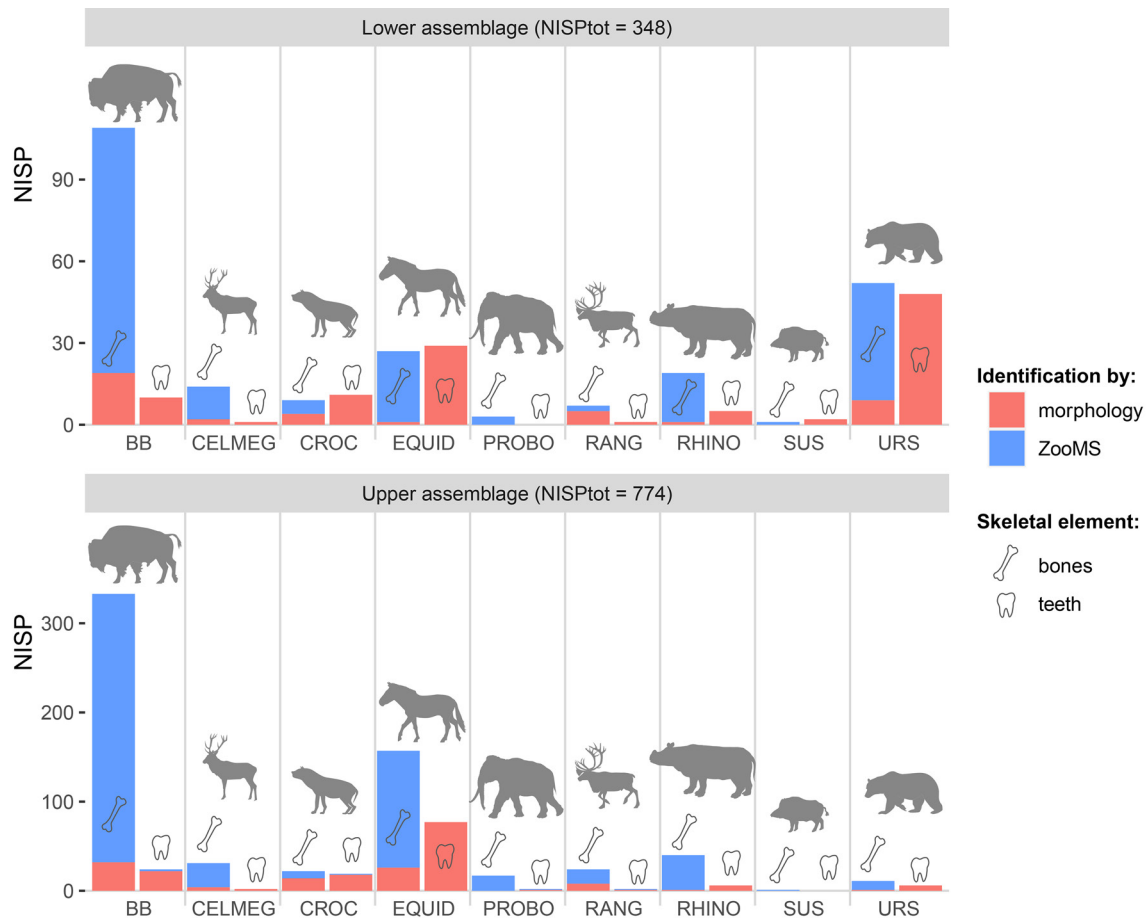 Lower assemblage (NISPtot = 348)
NISP
90
60
30
0
BB CELMEG CROC EQUID PROBO RANG RHINO SUS URS
Upper assemblage (NISPtot = 774)
NISP
300
200
100
0
BB CELMEG CROC EQUID PROBO RANG RHINO SUS URS
Identification by:
morphology
ZooMS
Skeletal element:
bones
teeth